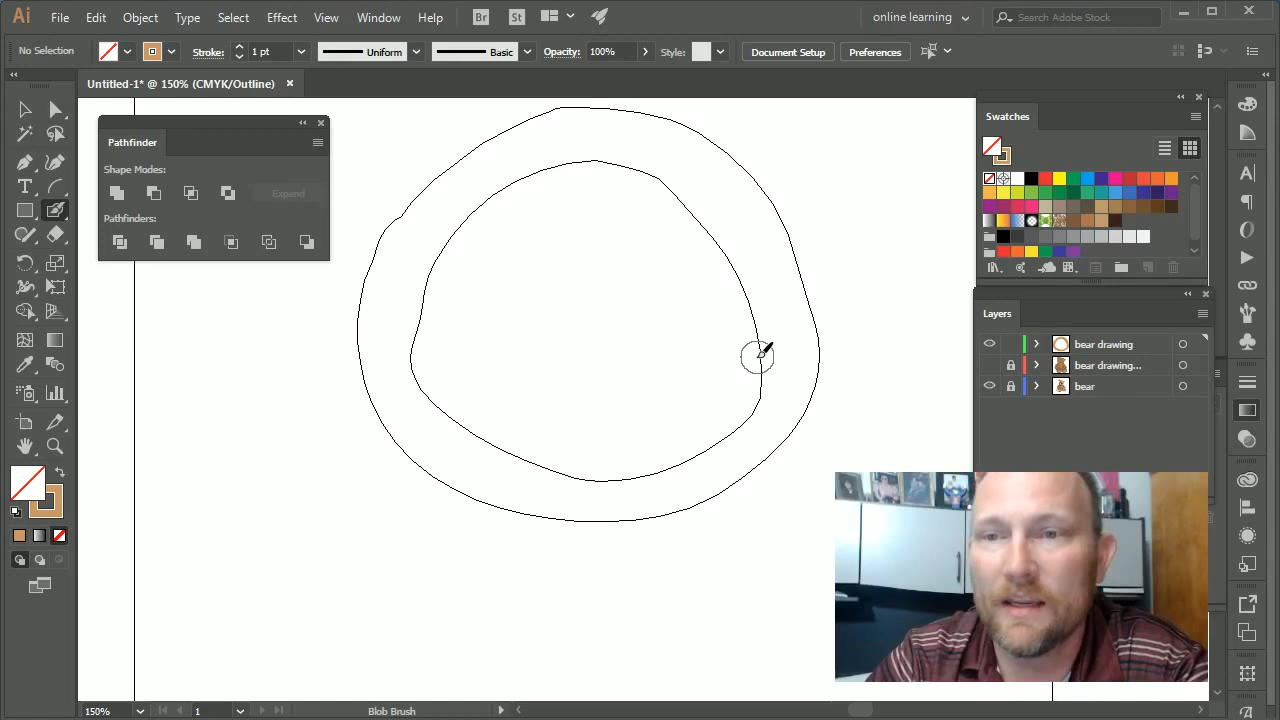 Ai File Edit Object Type Select Effect View Window Help Br St online learning Search Adobe Stock
No Selection Stroke: 1 pt Uniform Basic Opacity: 100% Style: Document Setup Preferences
Untitled-1* @ 150% (CMYK/Outline)
Pathfinder
Shape Modes:
Expand
Pathfinders:
Swatches
Layers
bear drawing
bear drawing...
bear
150% 1 Blob Brush